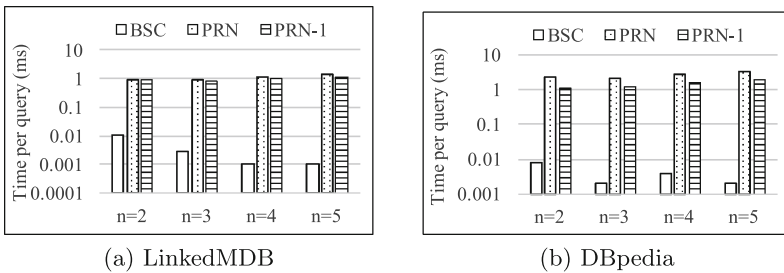 BSC PRN PRN-1
Time per query (ms)
10
1
0.1
0.01
0.001
0.0001
n=2 n=3 n=4 n=5
(a) LinkedMDB
BSC PRN PRN-1
Time per query (ms)
10
1
0.1
0.01
0.001
n=2 n=3 n=4 n=5
(b) DBpedia